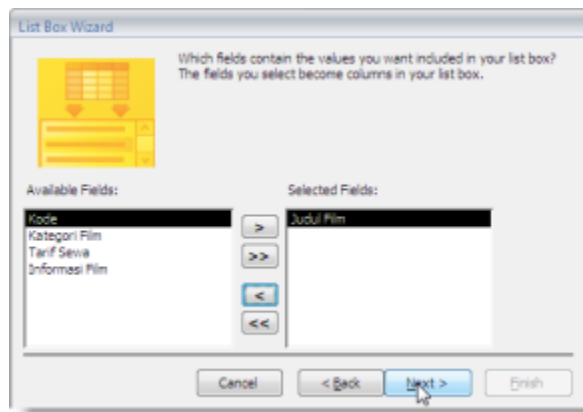 List Box Wizard
Which fields contain the values you want included in your list box?
The fields you select become columns in your list box.
Available Fields:
Selected Fields:
Kode
Kategori Film
Tarif Sewa
Informasi Film
>
>>
<
<<
Judul Film
Cancel
< Back
Next >
Finish